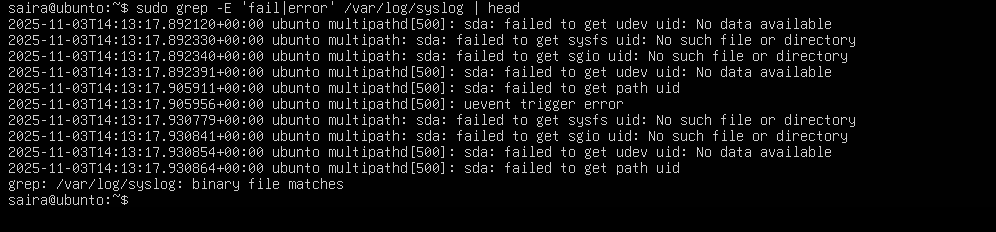 saira@ubunto:~$ sudo grep -E 'fail|error' /var/log/syslog | head
2025-11-03T14:13:17.892120+00:00 ubunto multipathd[500]: sda: failed to get udev uid: No data available
2025-11-03T14:13:17.892330+00:00 ubunto multipath: sda: failed to get sysfs uid: No such file or directory
2025-11-03T14:13:17.892340+00:00 ubunto multipath: sda: failed to get sgio uid: No such file or directory
2025-11-03T14:13:17.892391+00:00 ubunto multipathd[500]: sda: failed to get udev uid: No data available
2025-11-03T14:13:17.905911+00:00 ubunto multipathd[500]: sda: failed to get path uid
2025-11-03T14:13:17.905956+00:00 ubunto multipathd[500]: uevent trigger error
2025-11-03T14:13:17.930779+00:00 ubunto multipath: sda: failed to get sysfs uid: No such file or directory
2025-11-03T14:13:17.930841+00:00 ubunto multipath: sda: failed to get sgio uid: No such file or directory
2025-11-03T14:13:17.930854+00:00 ubunto multipathd[500]: sda: failed to get udev uid: No data available
2025-11-03T14:13:17.930864+00:00 ubunto multipathd[500]: sda: failed to get path uid
grep: /var/log/syslog: binary file matches
saira@ubunto:~$